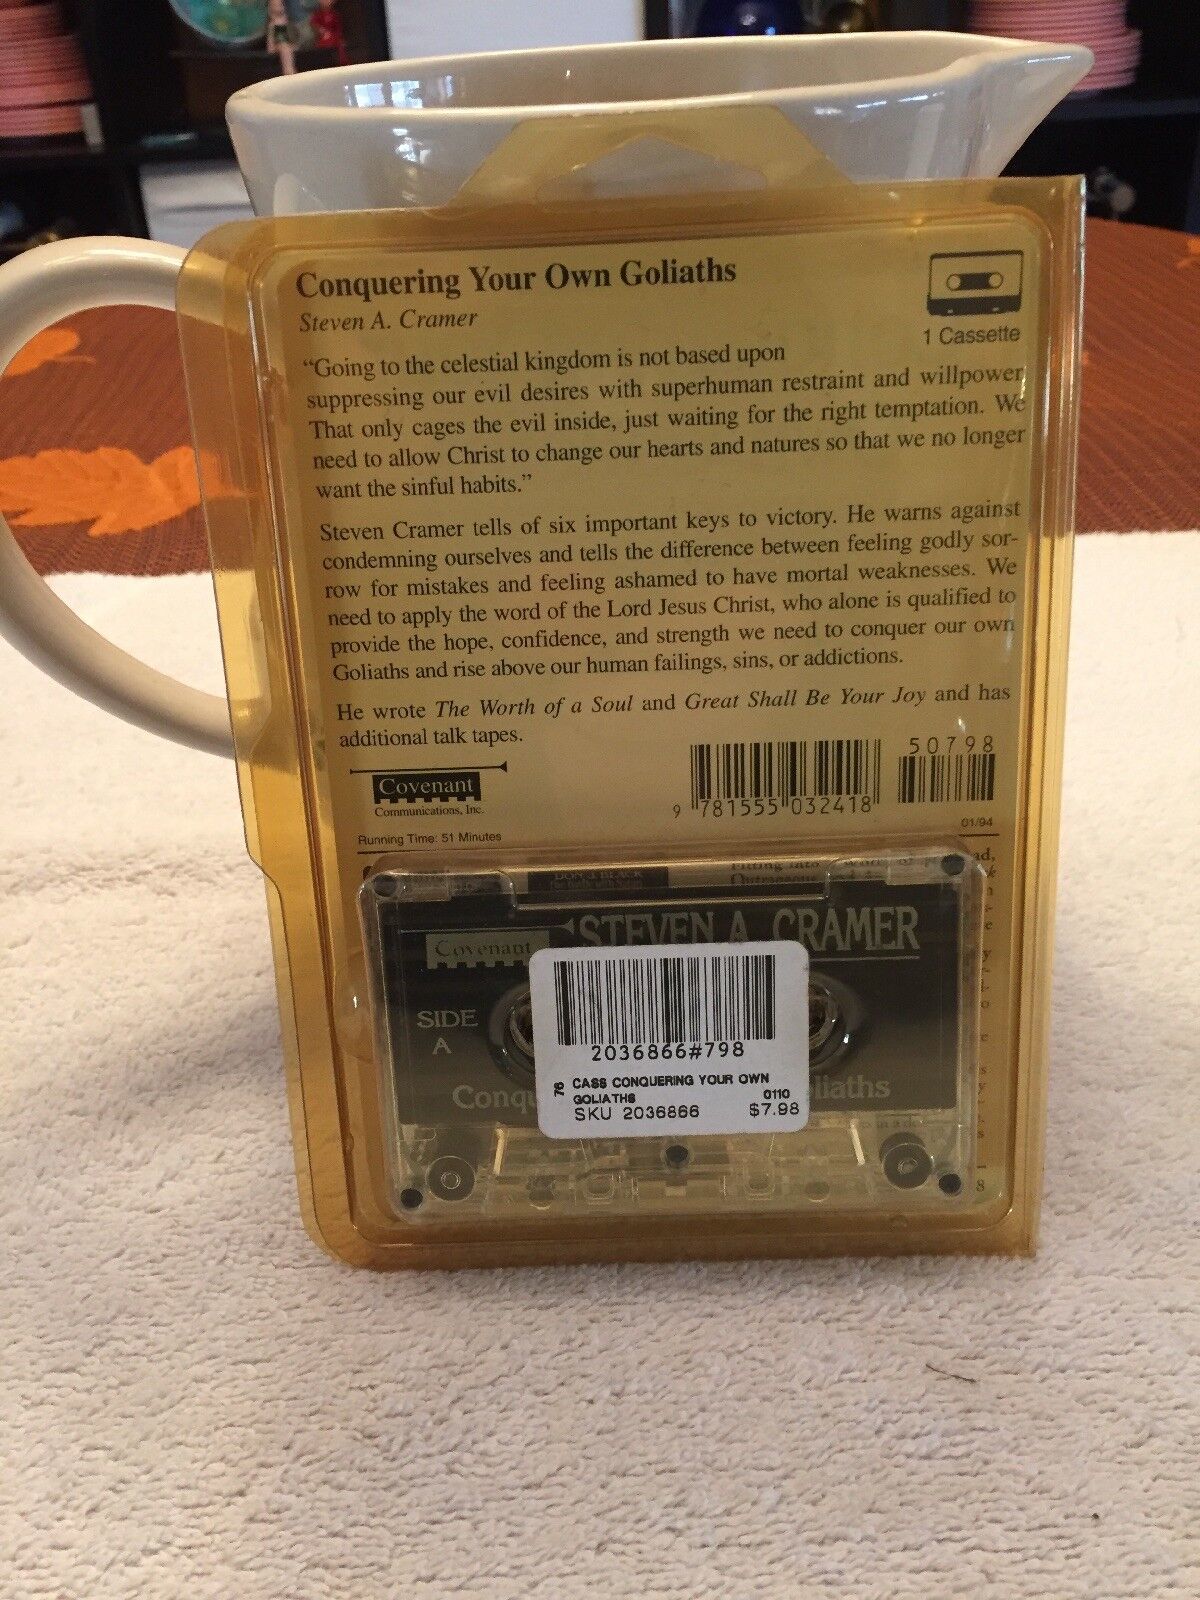 Conquering Your Own Goliaths
Steven A. Cramer
1 Cassette
“Going to the celestial kingdom is not based upon
suppressing our evil desires with superhuman restraint and willpower.
That only cages the evil inside, just waiting for the right temptation. We
need to allow Christ to change our hearts and natures so that we no longer
want the sinful habits.”
Steven Cramer tells of six important keys to victory. He warns against
condemning ourselves and tells the difference between feeling godly sor-
row for mistakes and feeling ashamed to have mortal weaknesses. We
need to apply the word of the Lord Jesus Christ, who alone is qualified to
provide the hope, confidence, and strength we need to conquer our own
Goliaths and rise above our human failings, sins, or addictions.
He wrote The Worth of a Soul and Great Shall Be Your Joy and has
additional talk tapes.
Covenant
Communications, Inc.
50798
9 781555 032418
01/94
Running Time: 51 Minutes
Covenant
STEVEN A. CRAMER
SIDE
A
2036866#798
76 CASS CONQUERING YOUR OWN
GOLIATHS 0110
SKU 2036866 $7.98